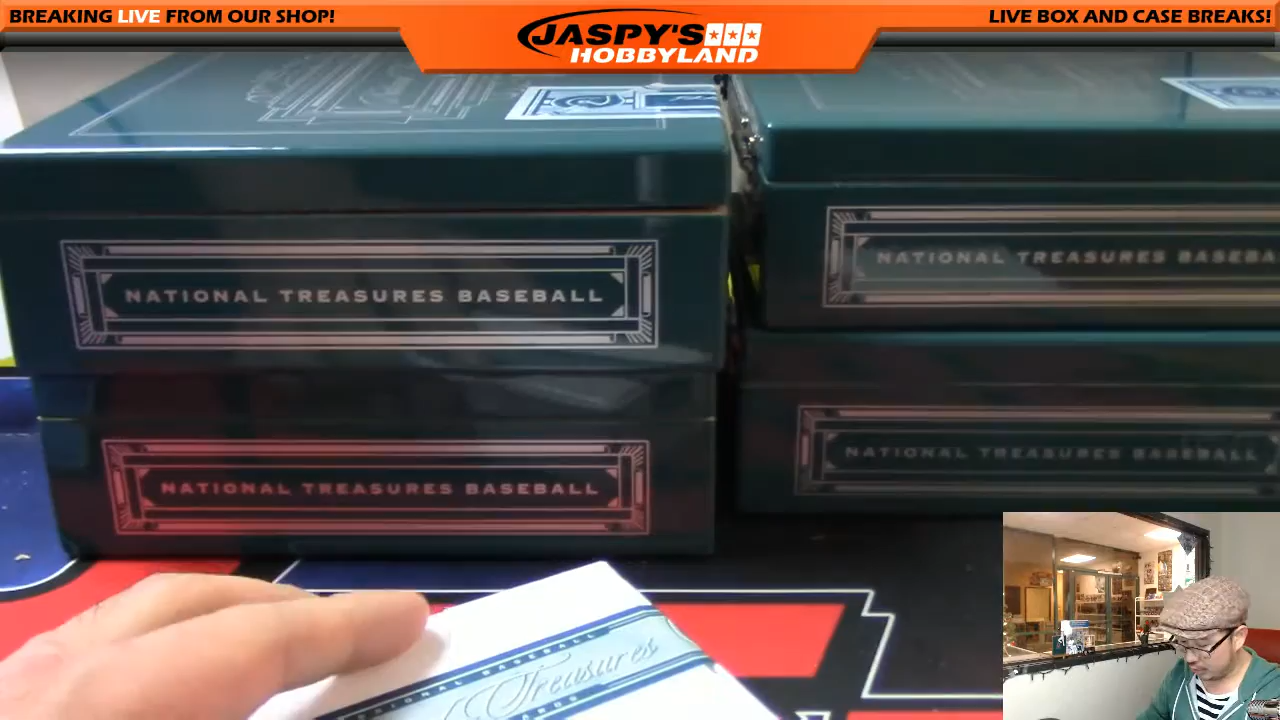 BREAKING LIVE FROM OUR SHOP!
JASPY'S
HOBBYLAND
LIVE BOX AND CASE BREAKS!
NATIONAL TREASURES BASEBALL
NATIONAL TREASURES BASEBA
NATIONAL TREASURES BASEBALL
NATIONAL TREASURES BASEBALL
BASEBALL
Treasures